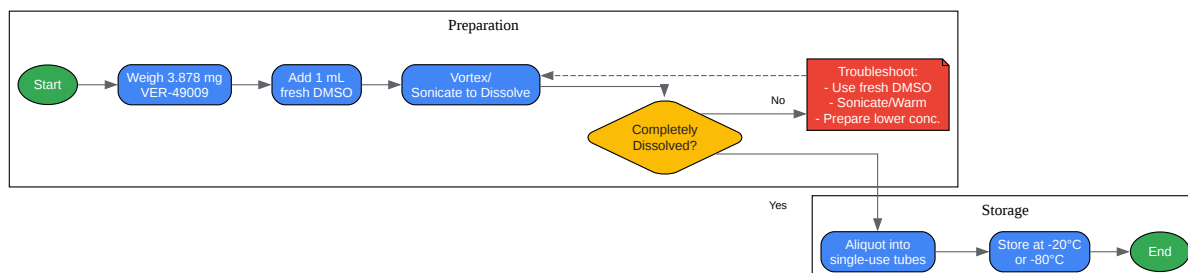 Preparation
Start
Weigh 3.878 mg
VER-49009
Add 1 mL
fresh DMSO
Vortex/
Sonicate to Dissolve
Troubleshoot:
- Use fresh DMSO
- Sonicate/Warm
- Prepare lower conc.
No
Completely
Dissolved?
Yes
Storage
Aliquot into
single-use tubes
Store at -20°C
or -80°C
End